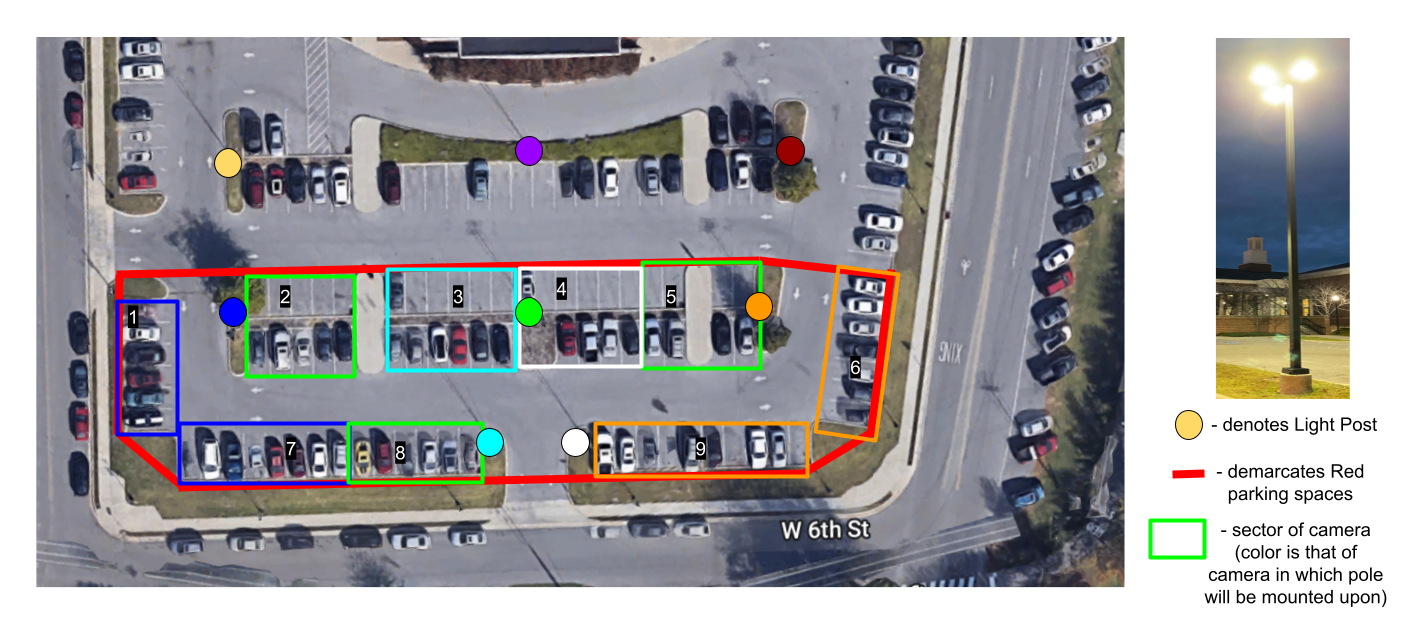 1
2
3
4
5
6
7
8
9
XING
W 6th St
- denotes Light Post
- demarcates Red
parking spaces
- sector of camera
(color is that of
camera in which pole
will be mounted upon)